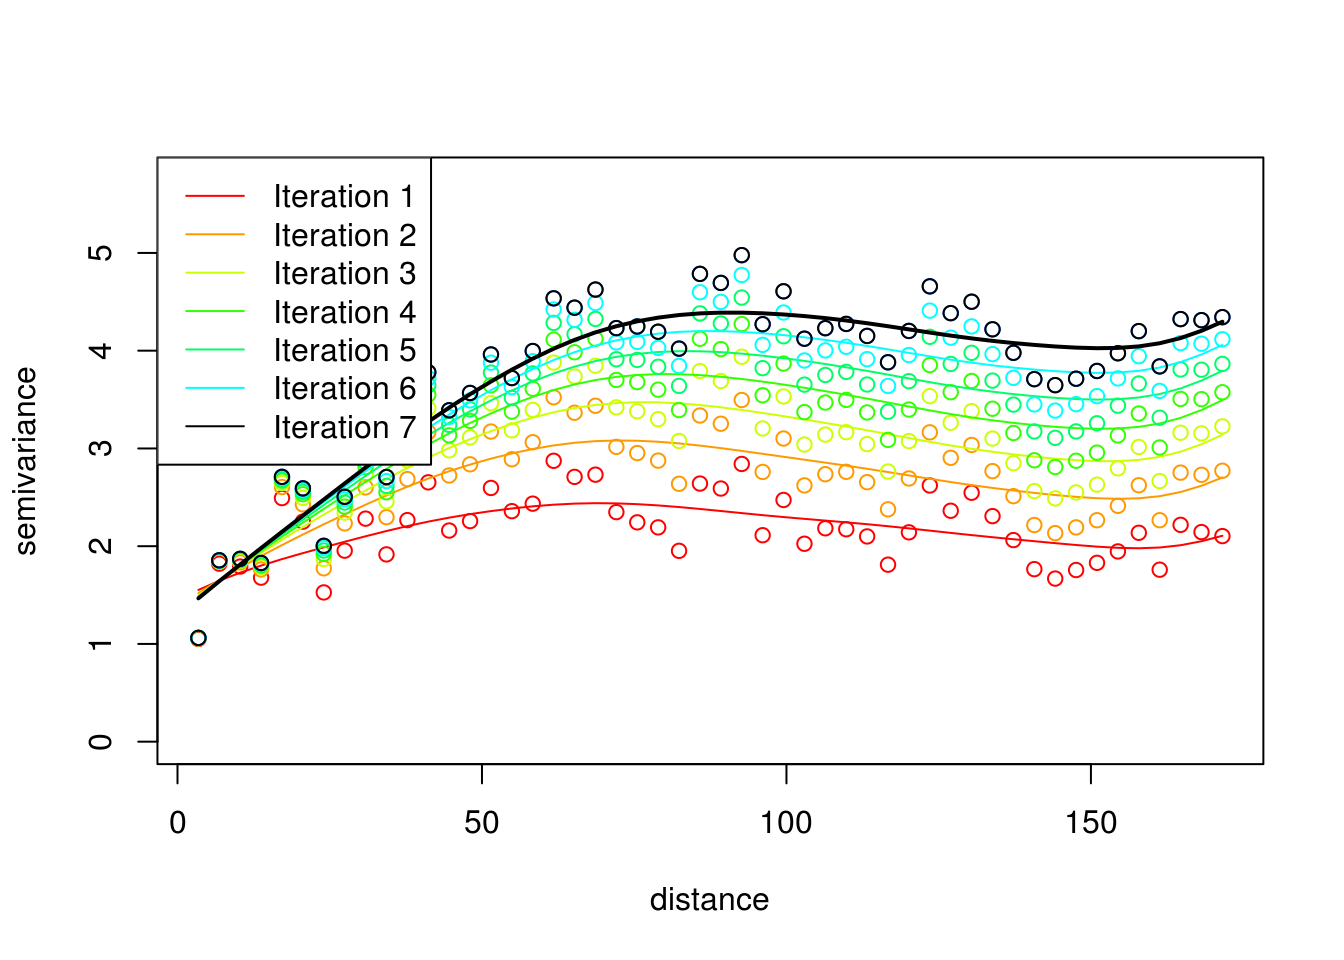 Iteration 1
Iteration 2
Iteration 3
Iteration 4
Iteration 5
Iteration 6
Iteration 7
semivariance
5
4
3
2
1
0
0 50 100 150
distance